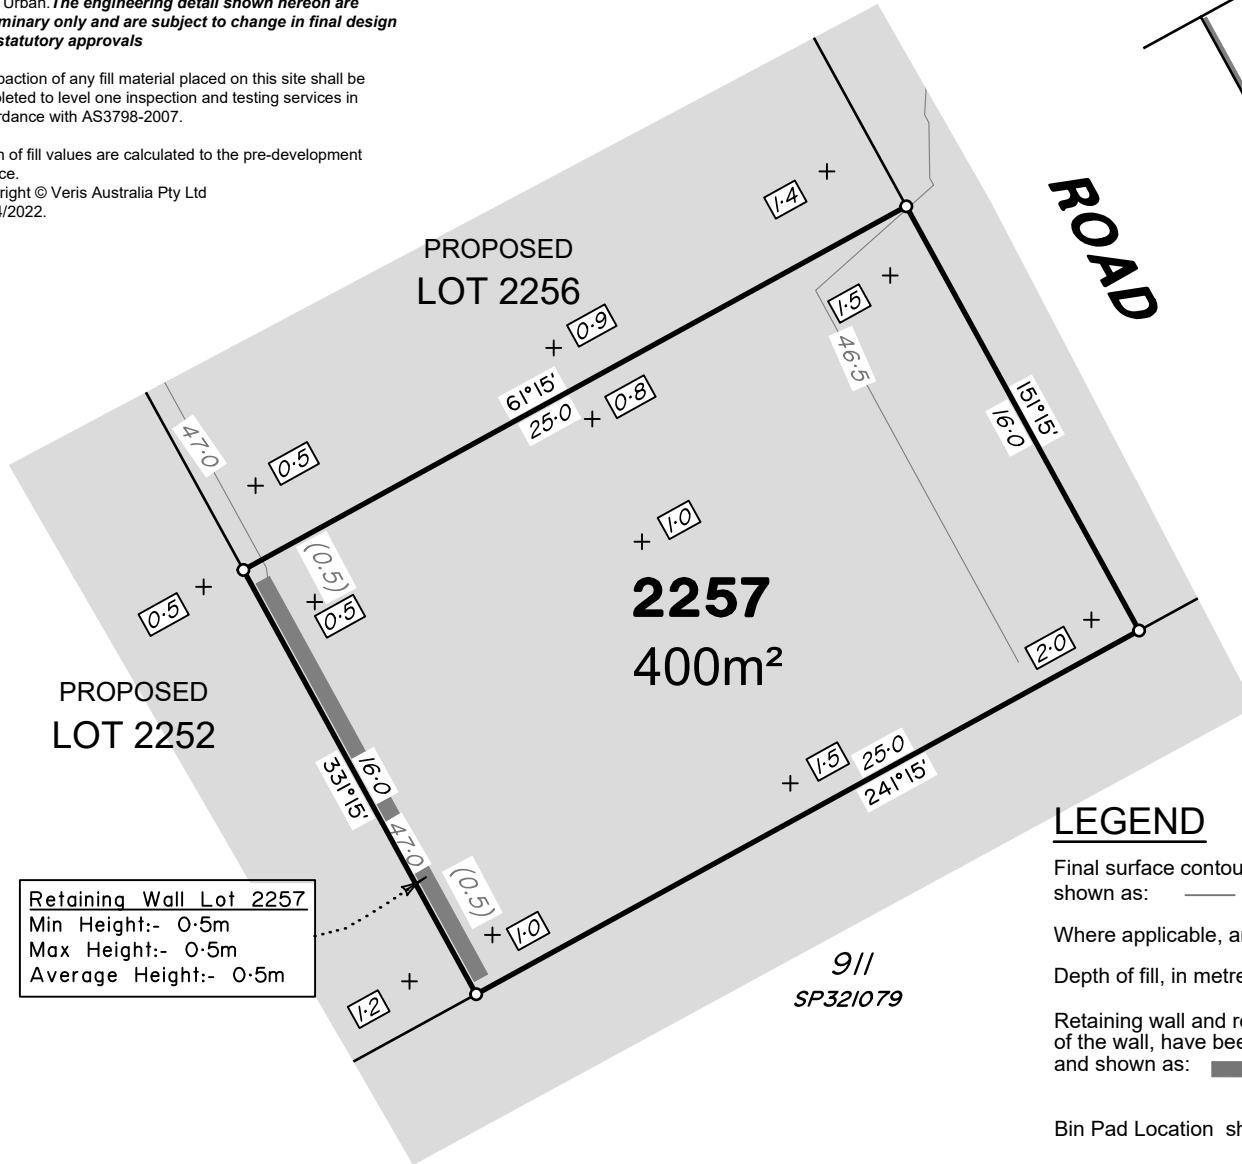 Urban.The engineering detail shown hereon are
minary only and are subject to change in final design
statutory approvals
paction of any fill material placed on this site shall be
pleted to level one inspection and testing services in
rdance with AS3798-2007.
n of fill values are calculated to the pre-development
ce.
right © Veris Australia Pty Ltd
4/2022.
ROAD
PROPOSED
LOT 2256
1·4
1·5
0·9
0·8
46·5
61°15'
25·0
151°15'
16·0
47·0
0·5
1·0
(0.5)
0·5
0·5
2257
400m²
2·0
PROPOSED
LOT 2252
1·5
25·0
241°15'
16·0
331°15'
47·0
(0.5)
1·0
1·2
Retaining Wall Lot 2257
Min Height:- 0·5m
Max Height:- 0·5m
Average Height:- 0·5m
911
SP321079
LEGEND
Final surface contou
shown as:
Where applicable, a
Depth of fill, in metre
Retaining wall and r
of the wall, have bee
and shown as:
Bin Pad Location sh